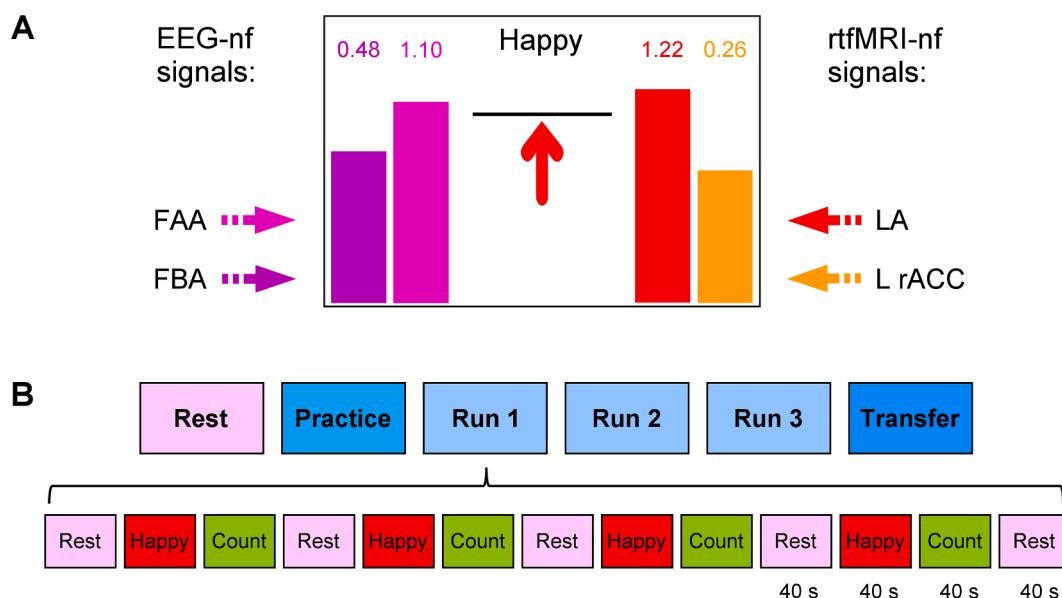 A
EEG-nf
signals:
0.48 1.10
Happy
1.22 0.26
rtfMRI-nf
signals:
FAA
LA
FBA
L rACC
B
Rest Practice Run 1 Run 2 Run 3 Transfer
Rest Happy Count Rest Happy Count Rest Happy Count Rest Happy Count Rest
40 s 40 s 40 s 40 s